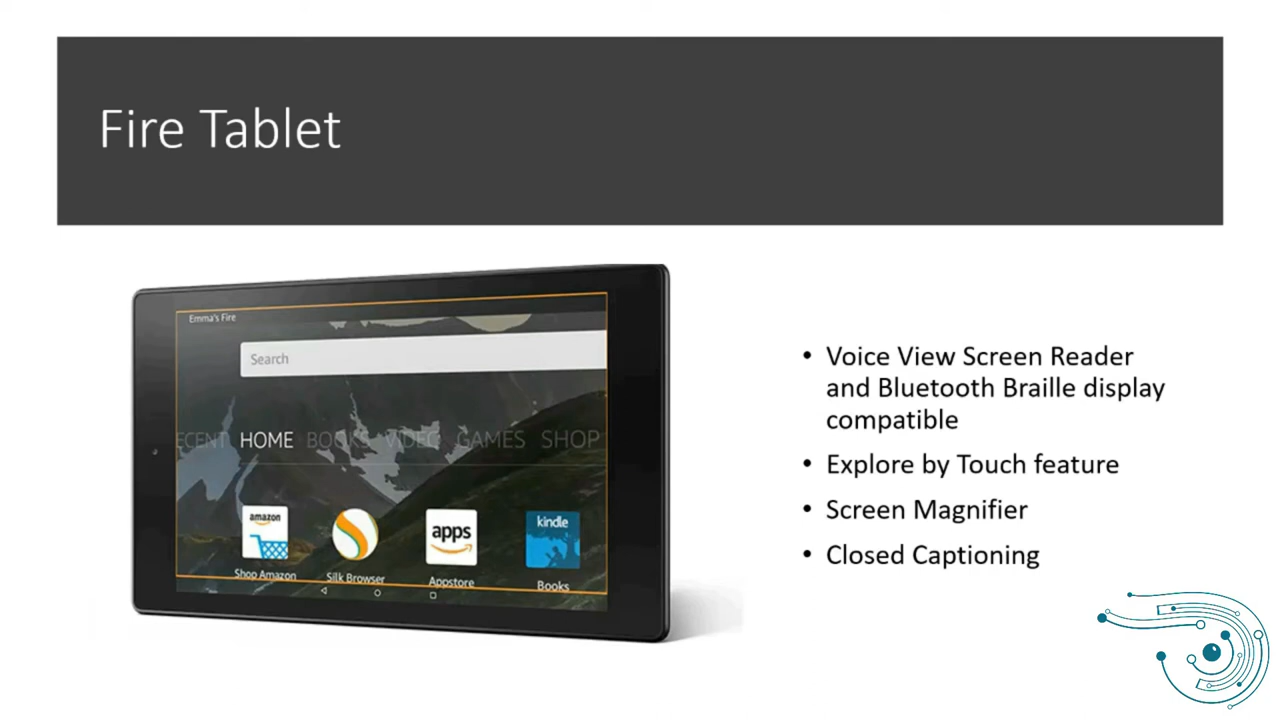 Fire Tablet
Emma's Fire
Search
ECENT HOME BOOKS VIDEO GAMES SHOP
amazon
apps
kindle
Shop Amazon
Silk Browser
Appstore
Books
• Voice View Screen Reader
and Bluetooth Braille display
compatible
• Explore by Touch feature
• Screen Magnifier
• Closed Captioning